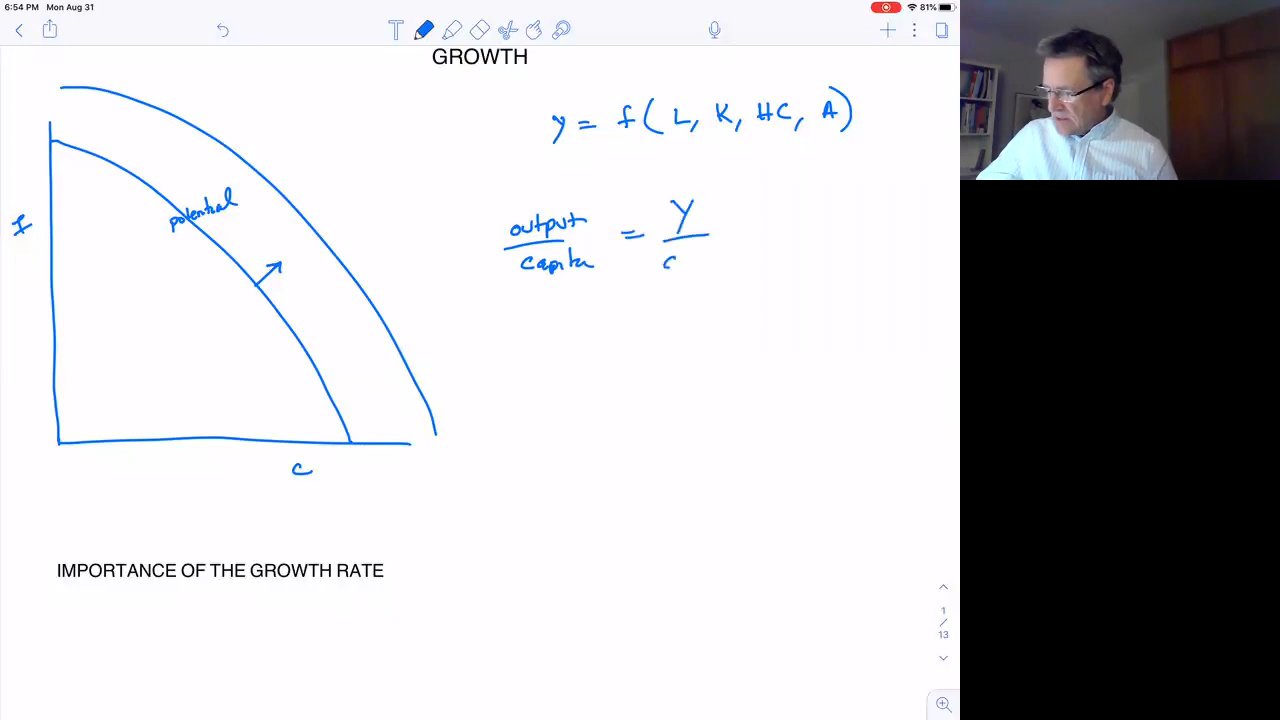 6:54 PM Mon Aug 31
81%
GROWTH
y = f( L, K, HC, A)
potential
output
capita
= Y
c
I
c
IMPORTANCE OF THE GROWTH RATE
1
/
13